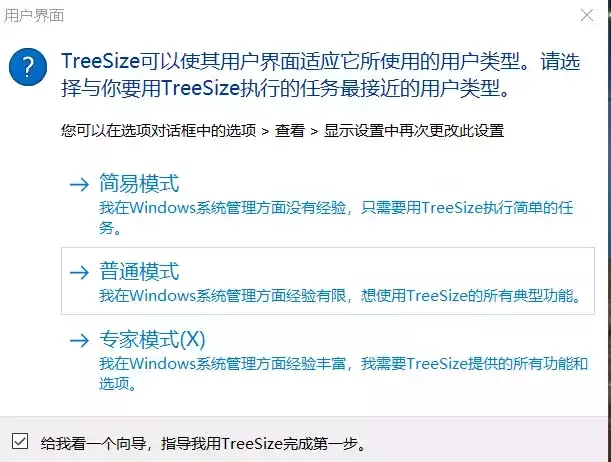 用户界面
TreeSize可以使其用户界面适应它所使用的用户类型。请选
择与你要用TreeSize执行的任务最接近的用户类型。
您可以在选项对话框中的选项 > 查看 > 显示设置中再次更改此设置
简易模式
我在Windows系统管理方面没有经验，只需要用TreeSize执行简单的任
务。
普通模式
我在Windows系统管理方面经验有限，想使用TreeSize的所有典型功能。
专家模式(X)
我在Windows系统管理方面经验丰富，我需要TreeSize提供的所有功能和
选项。
给我看一个向导，指导我用TreeSize完成第一步。